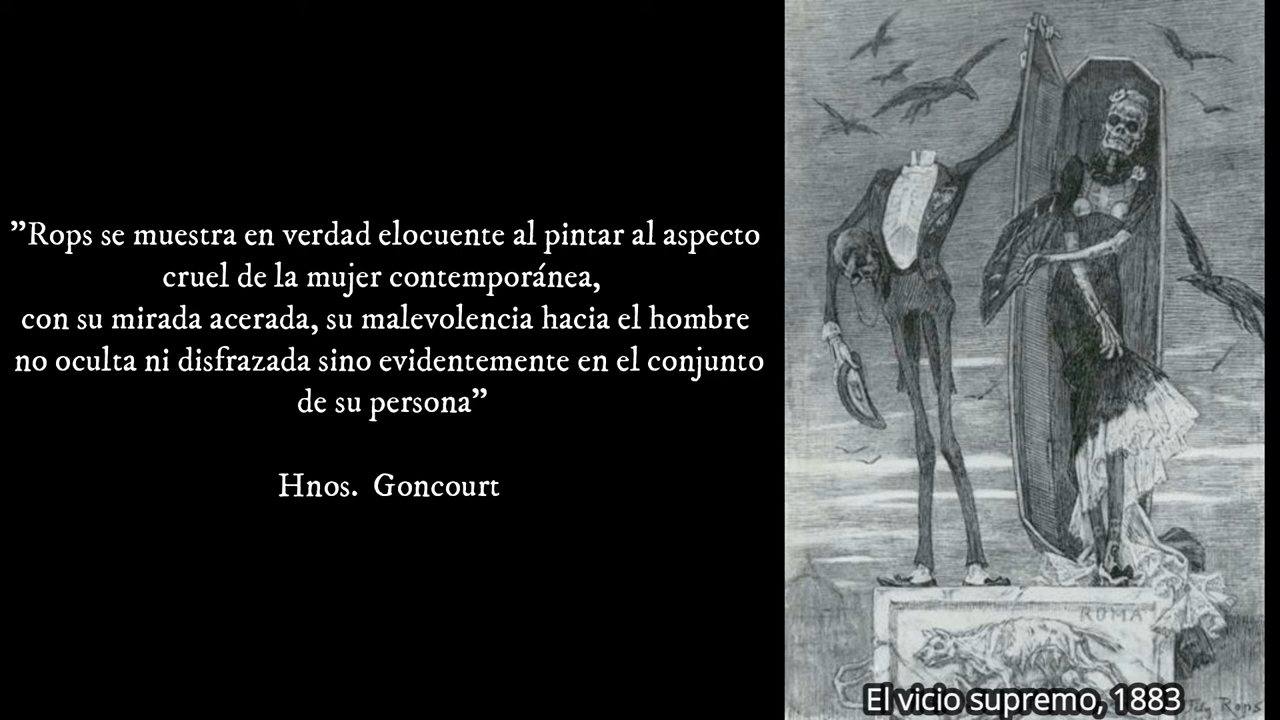 ”Rops se muestra en verdad elocuente al pintar al aspecto
cruel de la mujer contemporánea,
con su mirada acerada, su malevolencia hacia el hombre
no oculta ni disfrazada sino evidentemente en el conjunto
de su persona”
Hnos. Goncourt
ROMA
El vicio supremo, 1883
Rops